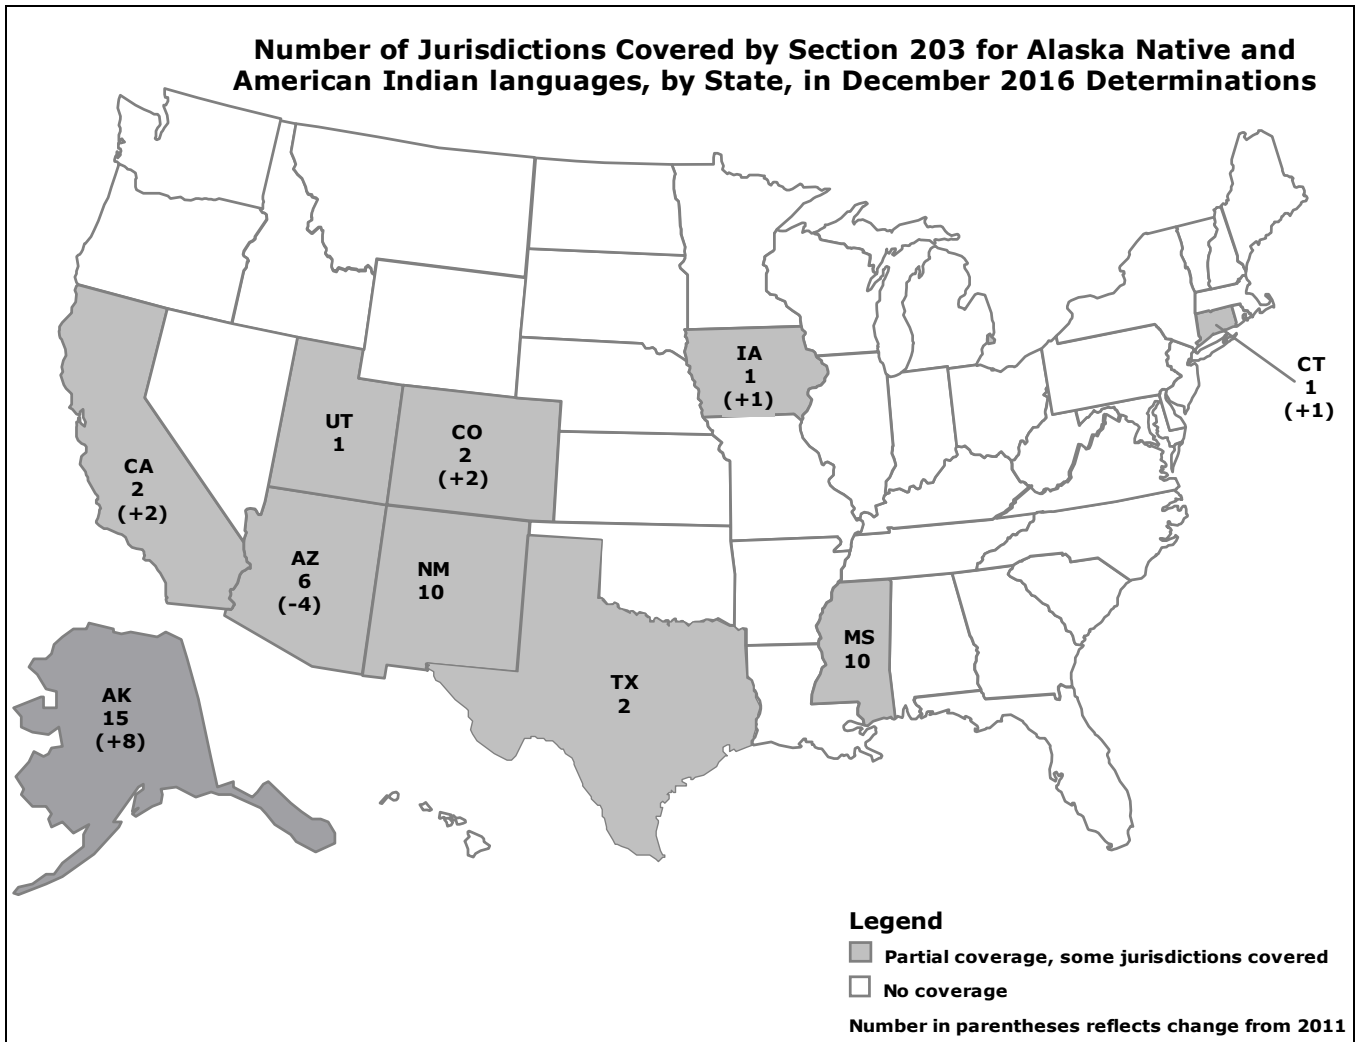 Number of Jurisdictions Covered by Section 203 for Alaska Native and
American Indian languages, by State, in December 2016 Determinations
IA
1
(+1)
CT
1
(+1)
UT
1
CO
2
(+2)
CA
2
(+2)
AZ
6
(-4)
NM
10
MS
10
TX
2
AK
15
(+8)
Legend
Partial coverage, some jurisdictions covered
No coverage
Number in parentheses reflects change from 2011